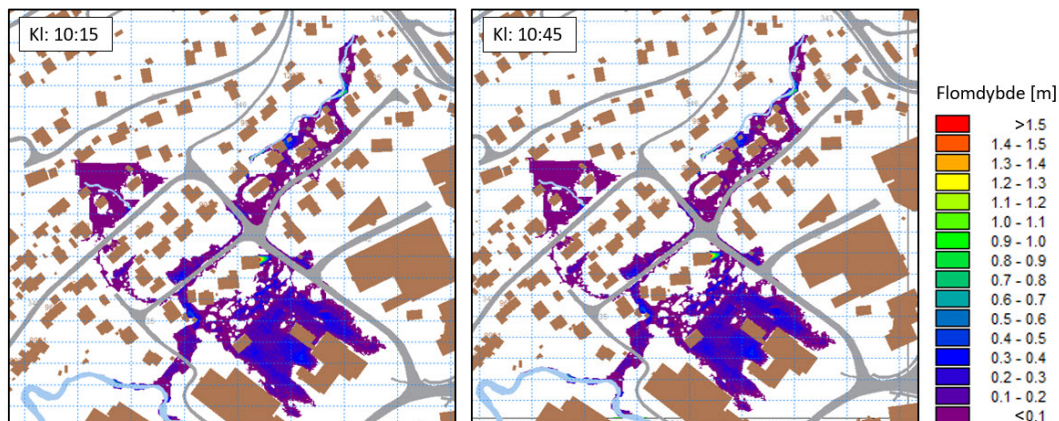 Kl: 10:15
Kl: 10:45
Flomdybde [m]
>1.5
1.4 - 1.5
1.3 - 1.4
1.2 - 1.3
1.1 - 1.2
1.0 - 1.1
0.9 - 1.0
0.8 - 0.9
0.7 - 0.8
0.6 - 0.7
0.5 - 0.6
0.4 - 0.5
0.3 - 0.4
0.2 - 0.3
0.1 - 0.2
<0.1